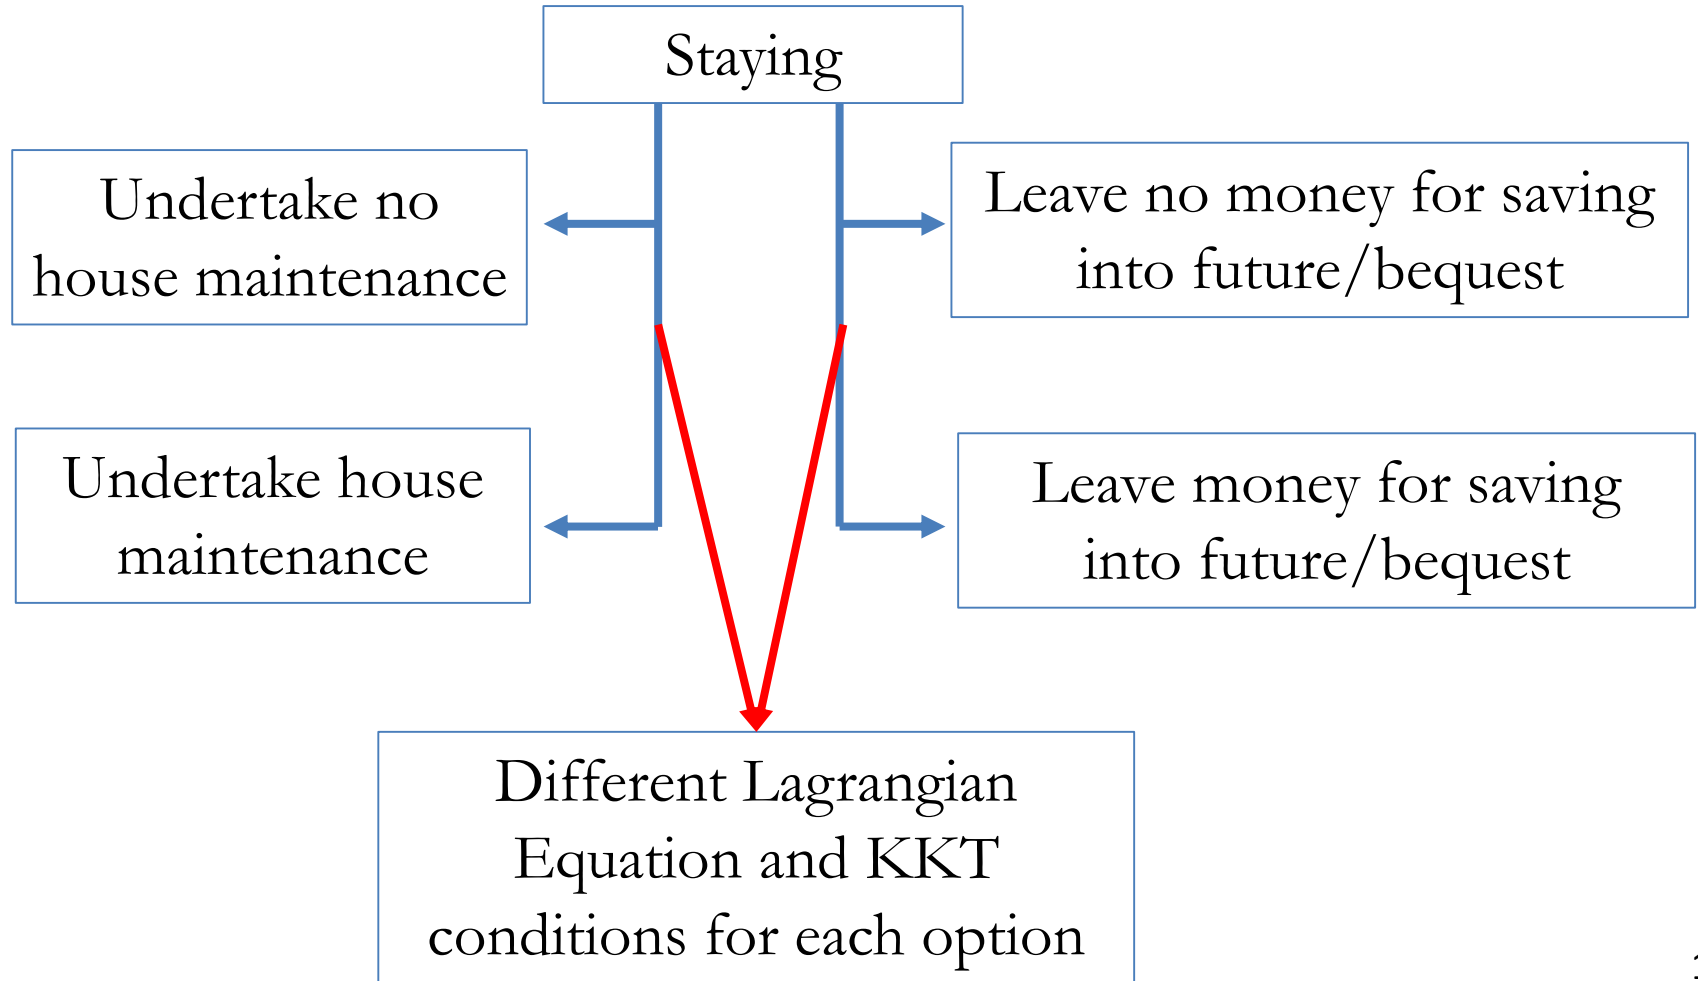 Staying
Undertake no
house maintenance
Leave no money for saving
into future/bequest
Undertake house
maintenance
Leave money for saving
into future/bequest
Different Lagrangian
Equation and KKT
conditions for each option